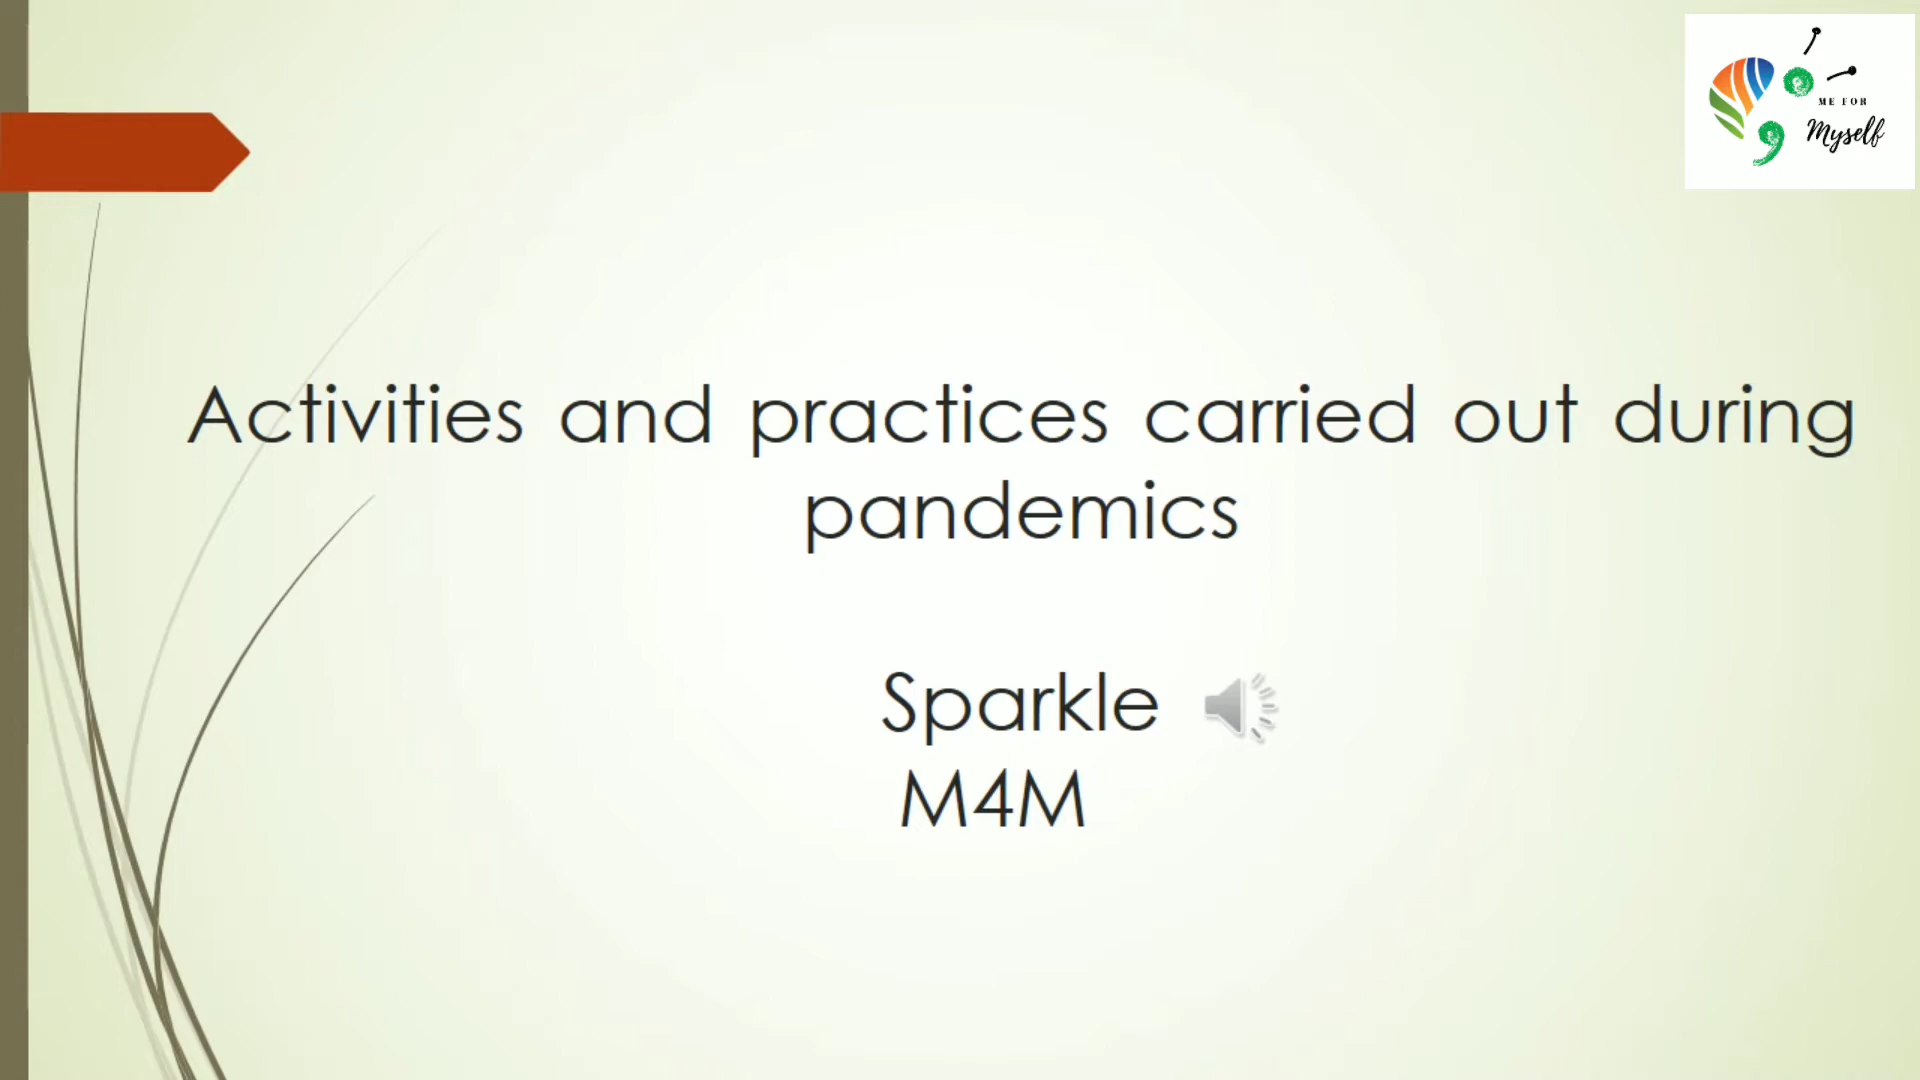 ME FOR
Myself
Activities and practices carried out during
pandemics
Sparkle
M4M